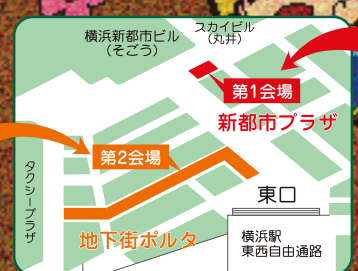 横浜新都市ビル
（そごう）
スカイビル
（丸井）
第1会場
新都市プラザ
第2会場
東口
タクシープラザ
地下街ポルタ
横浜駅
東西自由通路